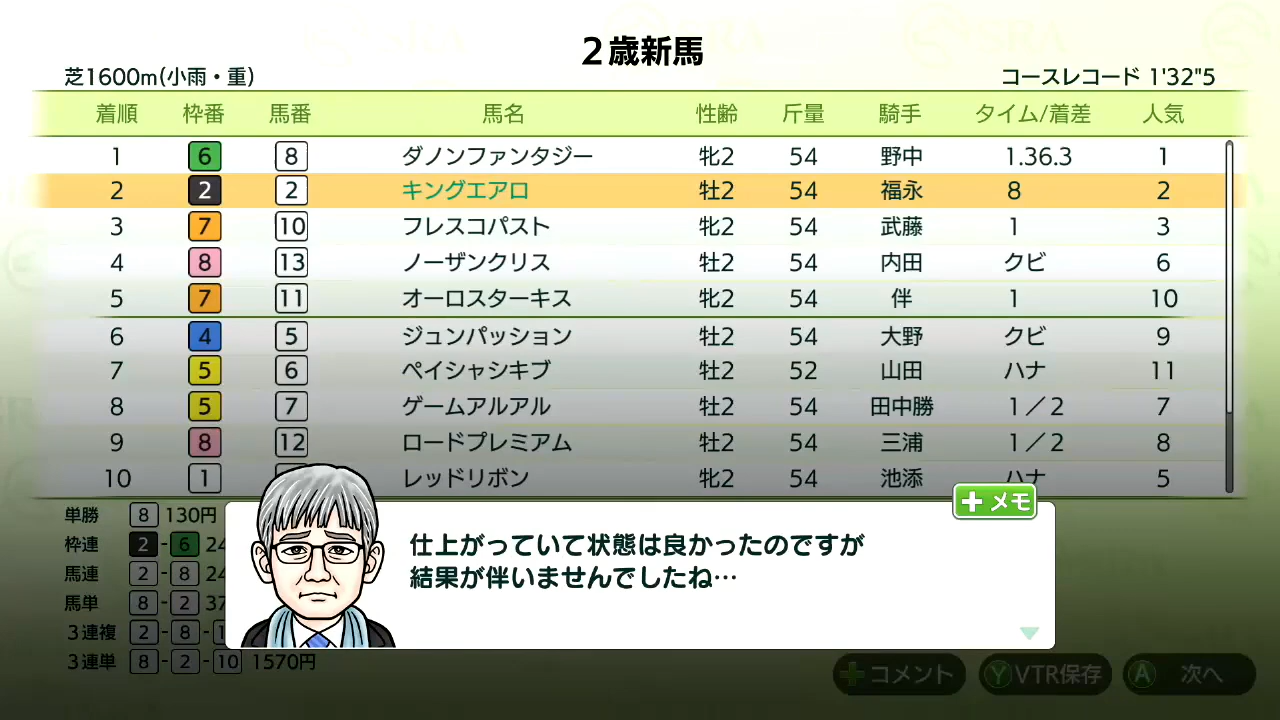 2歳新馬
芝1600m(小雨・重)
コースレコード 1'32"5
着順 枠番 馬番 馬名 性齢 斤量 騎手 タイム/着差 人気
1 6 8 ダノンファンタジー 牝2 54 野中 1.36.3 1
2 2 2 キングエアロ 牡2 54 福永 8 2
3 7 10 フレスコパスト 牝2 54 武藤 1 3
4 8 13 ノーザンクリス 牡2 54 内田 クビ 6
5 7 11 オーロスターキス 牝2 54 伴 1 10
6 4 5 ジュンパッション 牡2 54 大野 クビ 9
7 5 6 ペイシャシキブ 牡2 52 山田 ハナ 11
8 5 7 ゲームアルアル 牡2 54 田中勝 1/2 7
9 8 12 ロードプレミアム 牡2 54 三浦 1/2 8
10 1 レッドリボン 牝2 54 池添 ハナ 5
単勝 8 130円
枠連 2-6 24
馬連 2-8 24
馬単 8-2 37
3連複 2-8-1
3連単 8-2-10 1570円
+メモ
仕上がっていて状態は良かったのですが
結果が伴いませんでしたね…
+コメント Y VTR保存 A 次へ